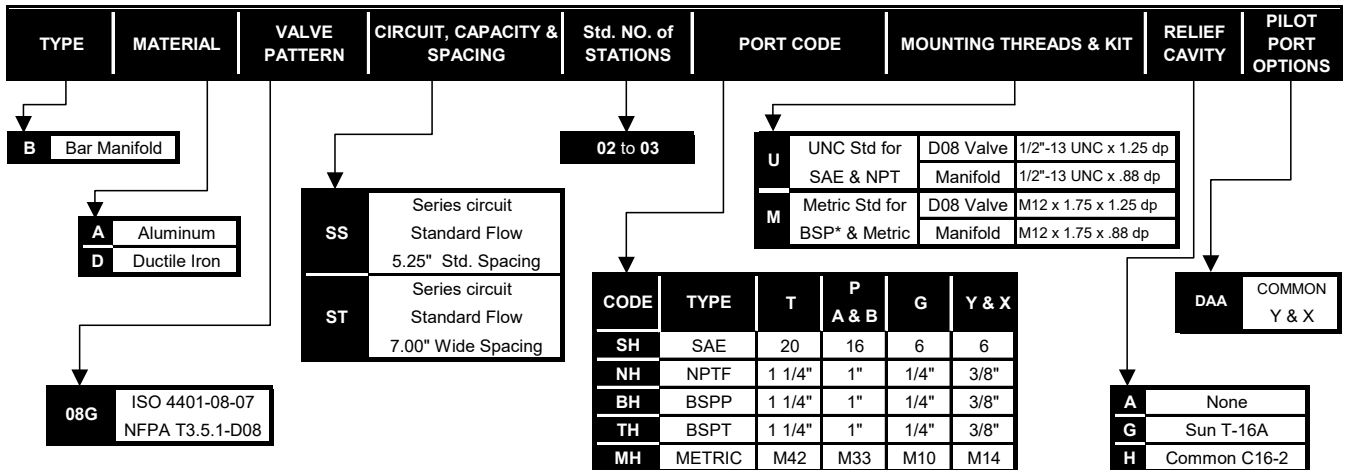 TYPE
MATERIAL
VALVE
PATTERN
CIRCUIT, CAPACITY &
SPACING
Std. NO. of
STATIONS
PORT CODE
MOUNTING THREADS & KIT
RELIEF
CAVITY
PILOT
PORT
OPTIONS
B Bar Manifold
A Aluminum
D Ductile Iron
08G
ISO 4401-08-07
NFPA T3.5.1-D08
SS
Series circuit
Standard Flow
5.25" Std. Spacing
ST
Series circuit
Standard Flow
7.00" Wide Spacing
02 to 03
U
UNC Std for
SAE & NPT
D08 Valve 1/2"-13 UNC x 1.25 dp
Manifold 1/2"-13 UNC x .88 dp
M
Metric Std for
BSP* & Metric
D08 Valve M12 x 1.75 x 1.25 dp
Manifold M12 x 1.75 x .88 dp
CODE TYPE T P A & B G Y & X
SH SAE 20 16 6 6
NH NPTF 1 1/4" 1" 1/4" 3/8"
BH BSPP 1 1/4" 1" 1/4" 3/8"
TH BSPT 1 1/4" 1" 1/4" 3/8"
MH METRIC M42 M33 M10 M14
A None
G Sun T-16A
H Common C16-2
DAA
COMMON
Y & X